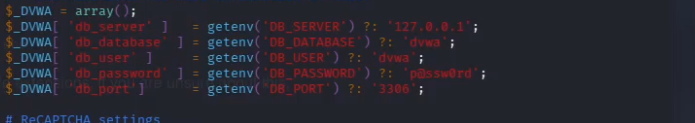 $_DVWA = array();
$_DVWA[ 'db_server' ]   = getenv('DB_SERVER') ?: '127.0.0.1';
$_DVWA[ 'db_database' ] = getenv('DB_DATABASE') ?: 'dvwa';
$_DVWA[ 'db_user' ]     = getenv('DB_USER') ?: 'dvwa';
$_DVWA[ 'db_password' ] = getenv('DB_PASSWORD') ?: 'p@ssw0rd';
$_DVWA[ 'db_port']      = getenv('DB_PORT') ?: '3306';
# ReCAPTCHA settings